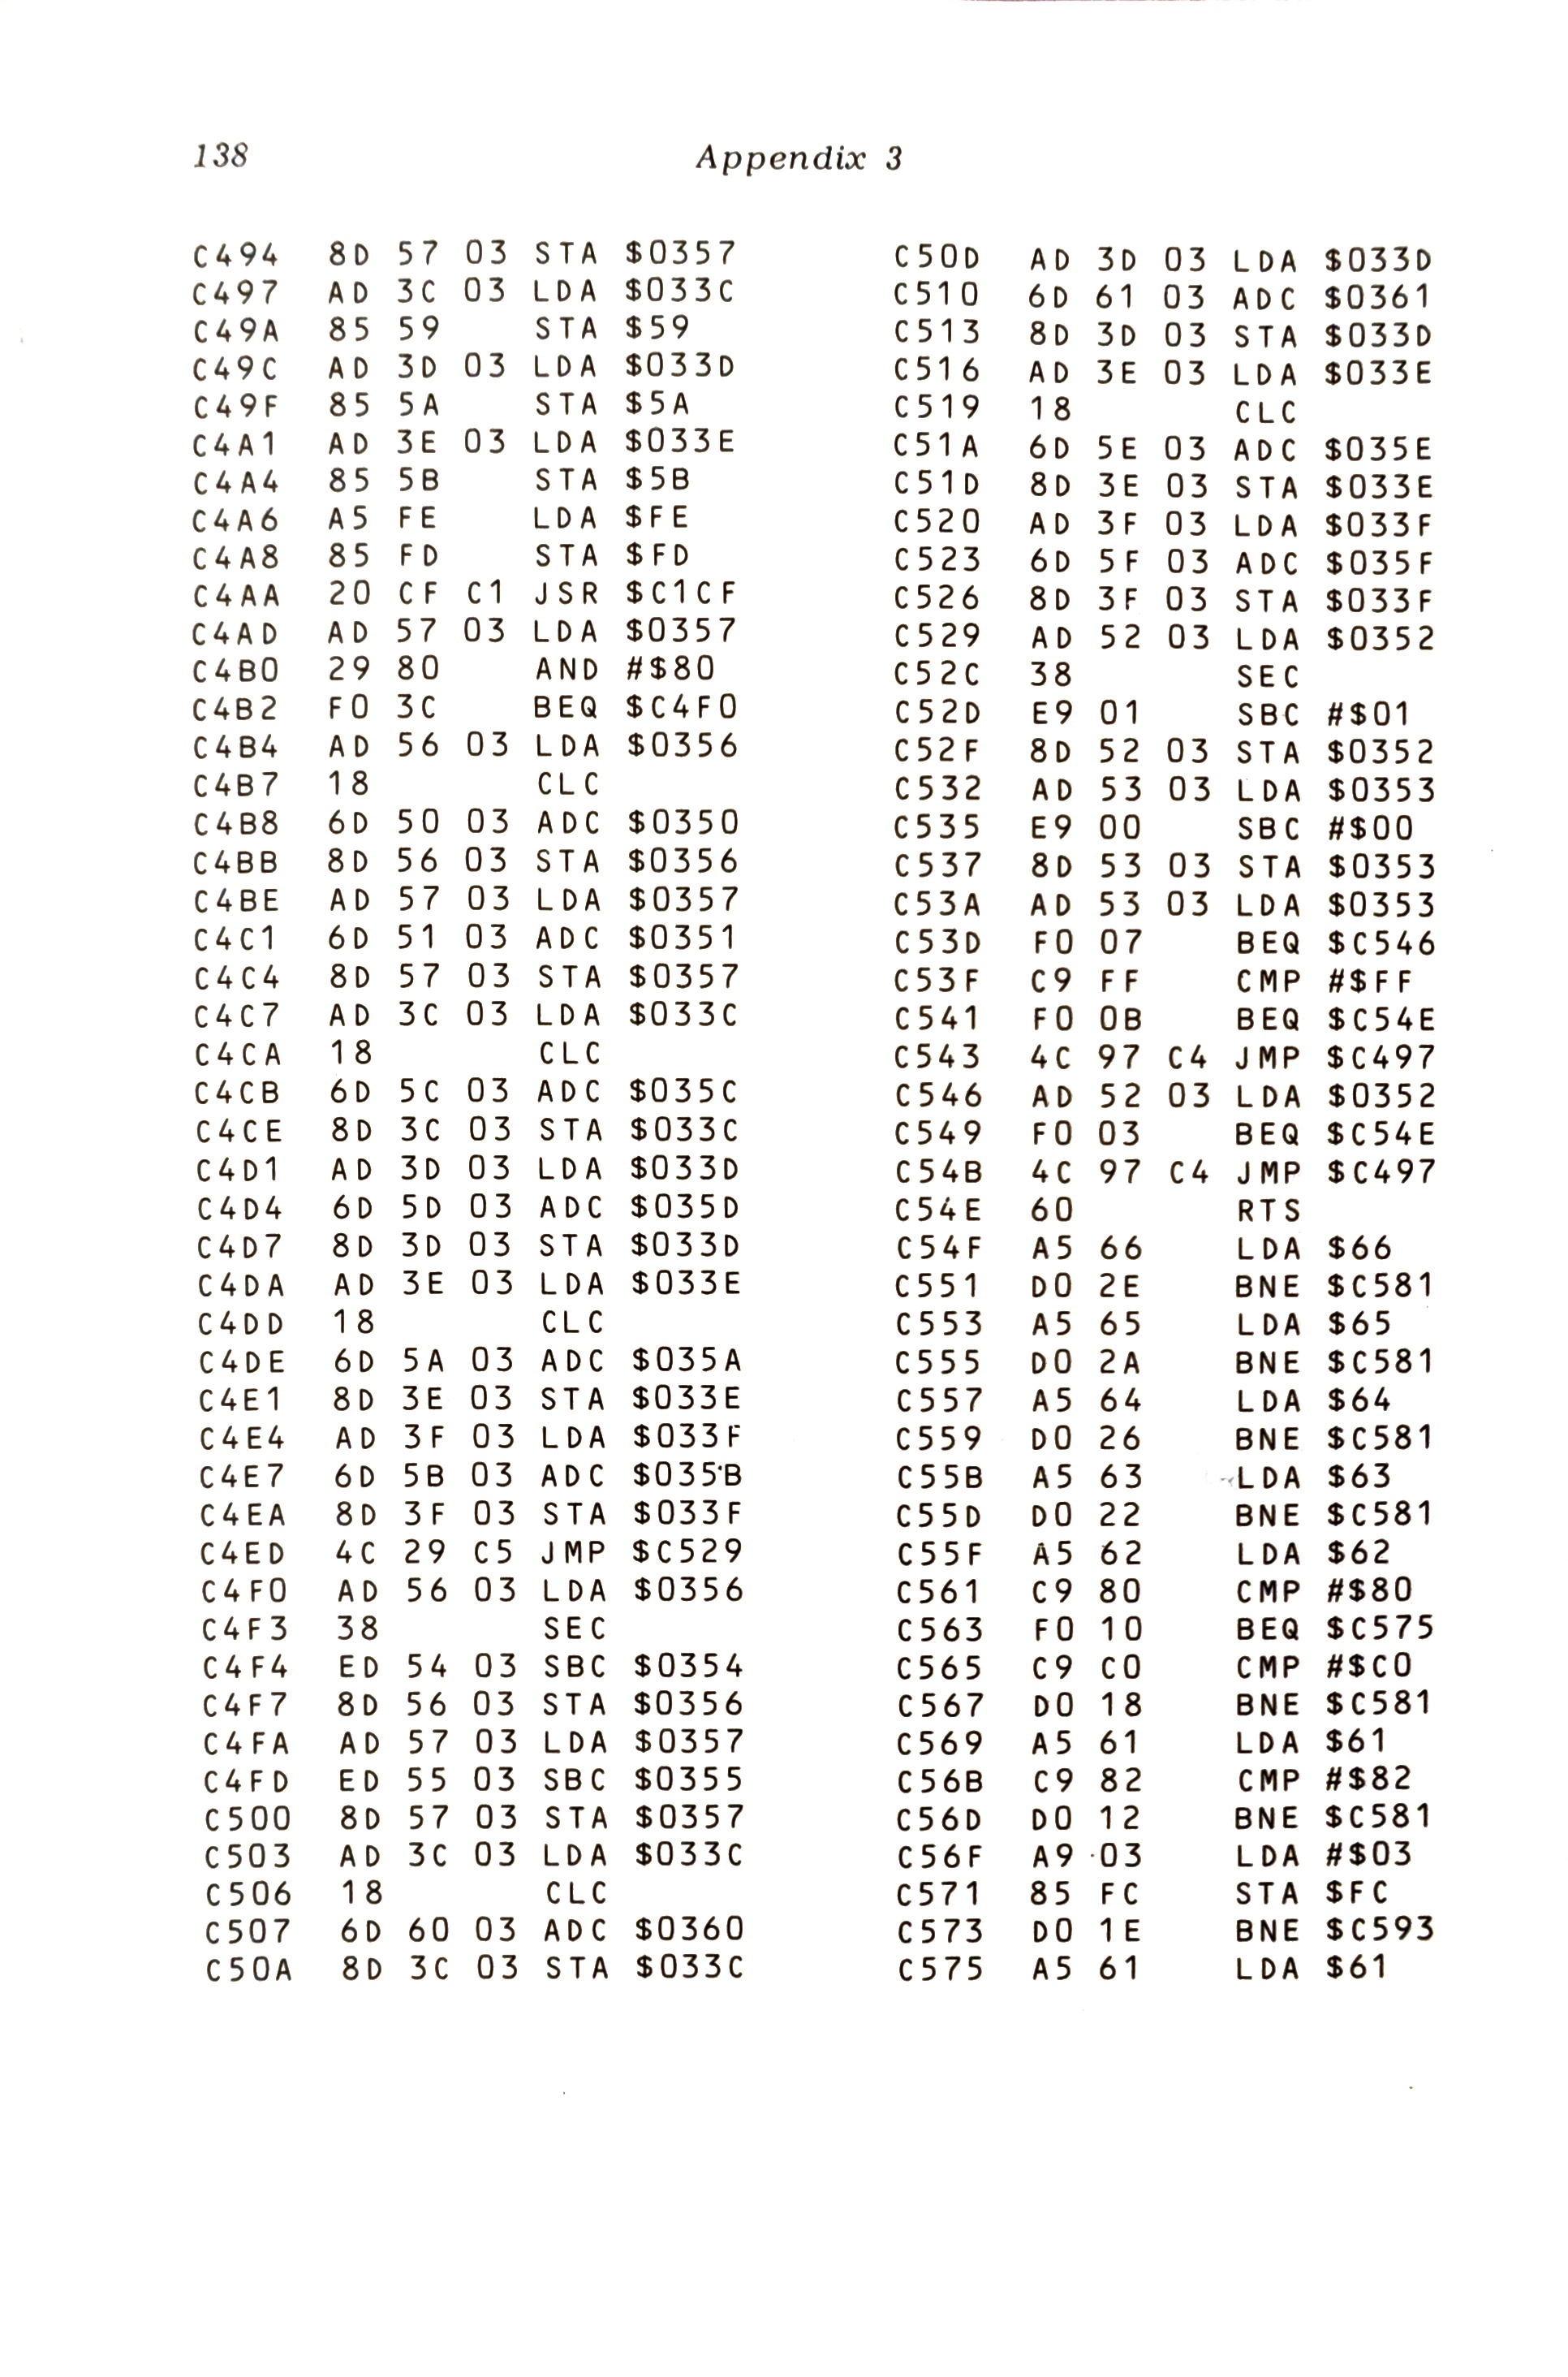 138 Appendix 3
C494 8D 57 03 STA $0357
C497 AD 3C 03 LDA $033C
C49A 85 59 STA $59
C49C AD 3D 03 LDA $033D
C49F 85 5A STA $5A
C4A1 AD 3E 03 LDA $033E
C4A4 85 5B STA $5B
C4A6 A5 FE LDA $FE
C4A8 85 FD STA $FD
C4AA 20 CF C1 JSR $C1CF
C4AD AD 57 03 LDA $0357
C4B0 29 80 AND #$80
C4B2 F0 3C BEQ $C4F0
C4B4 AD 56 03 LDA $0356
C4B7 18 CLC
C4B8 6D 50 03 ADC $0350
C4BB 8D 56 03 STA $0356
C4BE AD 57 03 LDA $0357
C4C1 6D 51 03 ADC $0351
C4C4 8D 57 03 STA $0357
C4C7 AD 3C 03 LDA $033C
C4CA 18 CLC
C4CB 6D 5C 03 ADC $035C
C4CE 8D 3C 03 STA $033C
C4D1 AD 3D 03 LDA $033D
C4D4 6D 5D 03 ADC $035D
C4D7 8D 3D 03 STA $033D
C4DA AD 3E 03 LDA $033E
C4DD 18 CLC
C4DE 6D 5A 03 ADC $035A
C4E1 8D 3E 03 STA $033E
C4E4 AD 3F 03 LDA $033F
C4E7 6D 5B 03 ADC $035B
C4EA 8D 3F 03 STA $033F
C4ED 4C 29 C5 JMP $C529
C4F0 AD 56 03 LDA $0356
C4F3 38 SEC
C4F4 ED 54 03 SBC $0354
C4F7 8D 56 03 STA $0356
C4FA AD 57 03 LDA $0357
C4FD ED 55 03 SBC $0355
C500 8D 57 03 STA $0357
C503 AD 3C 03 LDA $033C
C506 18 CLC
C507 6D 60 03 ADC $0360
C50A 8D 3C 03 STA $033C
C50D AD 3D 03 LDA $033D
C510 6D 61 03 ADC $0361
C513 8D 3D 03 STA $033D
C516 AD 3E 03 LDA $033E
C519 18 CLC
C51A 6D 5E 03 ADC $035E
C51D 8D 3E 03 STA $033E
C520 AD 3F 03 LDA $033F
C523 6D 5F 03 ADC $035F
C526 8D 3F 03 STA $033F
C529 AD 52 03 LDA $0352
C52C 38 SEC
C52D E9 01 SBC #$01
C52F 8D 52 03 STA $0352
C532 AD 53 03 LDA $0353
C535 E9 00 SBC #$00
C537 8D 53 03 STA $0353
C53A AD 53 03 LDA $0353
C53D F0 07 BEQ $C546
C53F C9 FF CMP #$FF
C541 F0 0B BEQ $C54E
C543 4C 97 C4 JMP $C497
C546 AD 52 03 LDA $0352
C549 F0 03 BEQ $C54E
C54B 4C 97 C4 JMP $C497
C54E 60 RTS
C54F A5 66 LDA $66
C551 D0 2E BNE $C581
C553 A5 65 LDA $65
C555 D0 2A BNE $C581
C557 A5 64 LDA $64
C559 D0 26 BNE $C581
C55B A5 63 LDA $63
C55D D0 22 BNE $C581
C55F A5 62 LDA $62
C561 C9 80 CMP #$80
C563 F0 10 BEQ $C575
C565 C9 C0 CMP #$C0
C567 D0 18 BNE $C581
C569 A5 61 LDA $61
C56B C9 82 CMP #$82
C56D D0 12 BNE $C581
C56F A9 03 LDA #$03
C571 85 FC STA $FC
C573 D0 1E BNE $C593
C575 A5 61 LDA $61